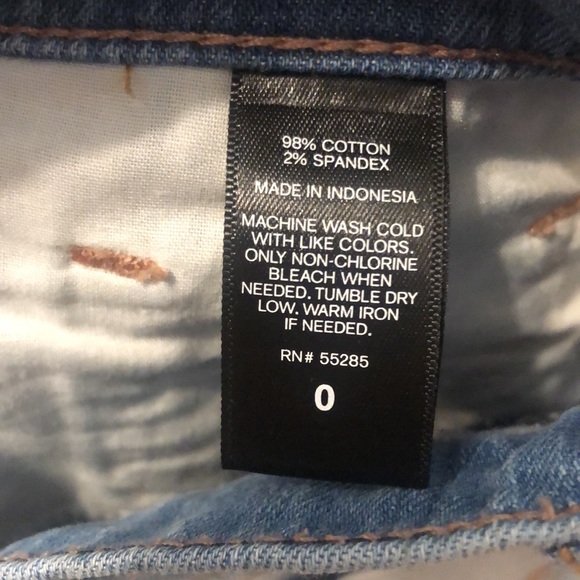 98% COTTON
2% SPANDEX
MADE IN INDONESIA
MACHINE WASH COLD
WITH LIKE COLORS.
ONLY NON-CHLORINE
BLEACH WHEN
NEEDED. TUMBLE DRY
LOW. WARM IRON
IF NEEDED.
RN# 55285
0